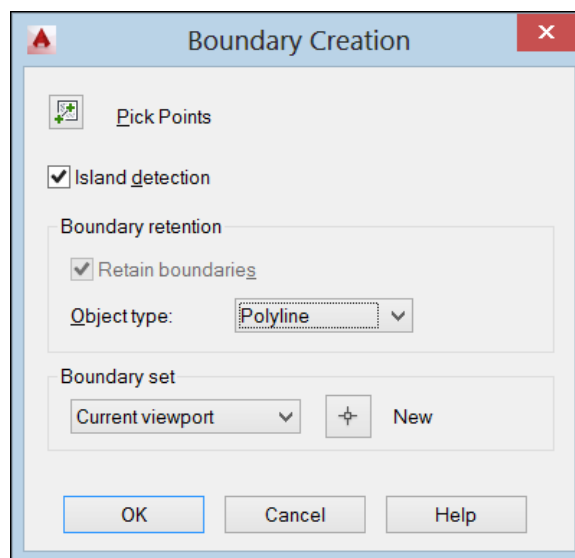 Boundary Creation
Pick Points
Island detection
Boundary retention
Retain boundaries
Object type: Polyline
Boundary set
Current viewport New
OK Cancel Help